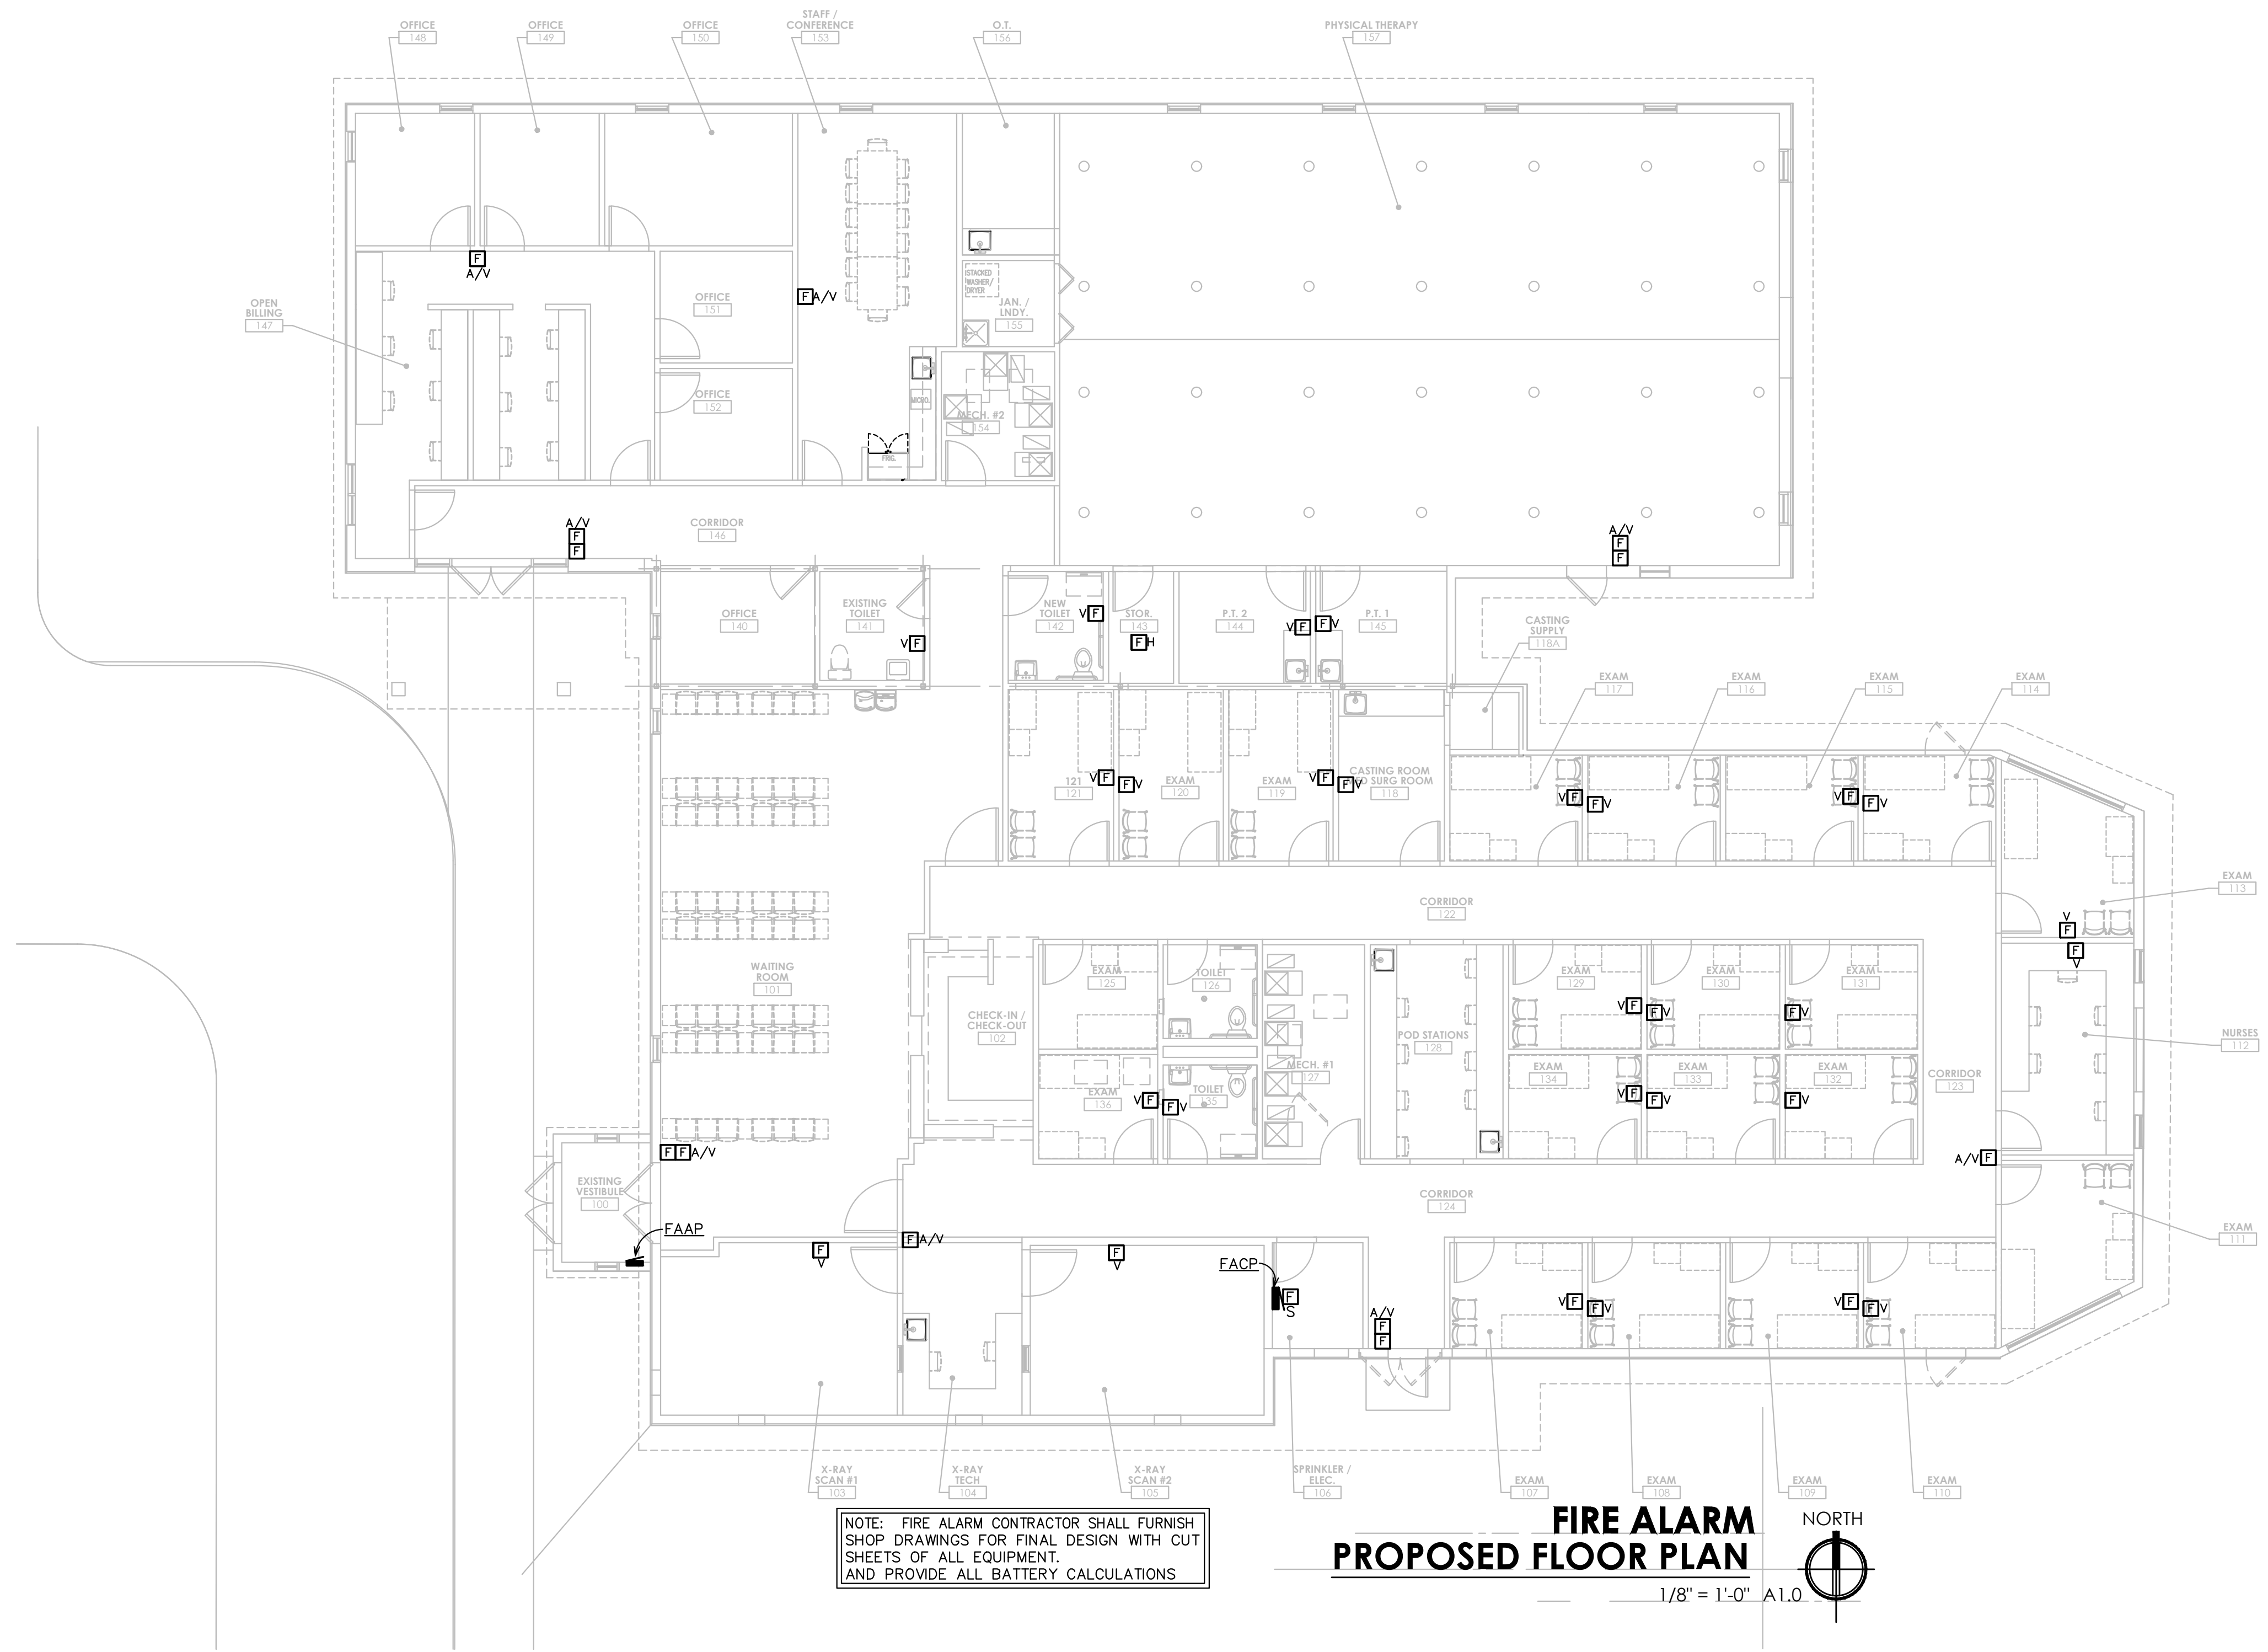 OFFICE
148
OFFICE
149
OFFICE
150
STAFF /
CONFERENCE
153
O.T.
156
PHYSICAL THERAPY
157
F
A/V
OPEN
BILLING
147
OFFICE
151
F A/V
STACKED
WASHER/
DRYER
JAN. /
LNDY.
155
OFFICE
152
MICRO.
MECH. #2
154
FRIG.
A/V
F
F
CORRIDOR
146
A/V
F
F
OFFICE
140
EXISTING
TOILET
141
V F
NEW
TOILET
142
V F
STOR.
143
F H
P.T. 2
144
V F
F V
P.T. 1
145
CASTING
SUPPLY
118A
EXAM
117
EXAM
116
EXAM
115
EXAM
114
121
121
V F
F V
EXAM
120
EXAM
119
V F
F V
CASTING ROOM
SURG ROOM
118
V F
F V
V F
F V
EXAM
113
V
F
F
V
CORRIDOR
122
WAITING
ROOM
101
CHECK-IN /
CHECK-OUT
102
EXAM
125
TOILET
126
MECH. #1
127
POD STATIONS
128
EXAM
129
V F
F V
EXAM
130
EXAM
131
F V
NURSES
112
EXAM
136
V F
F V
TOILET
135
EXAM
134
V F
F V
EXAM
133
EXAM
132
F V
CORRIDOR
123
F F A/V
A/V F
EXISTING
VESTIBULE
100
FAAP
CORRIDOR
124
EXAM
111
F
V
F A/V
F
V
FACP
F
S
A/V
F
F
V F
F V
V F
F V
X-RAY
SCAN #1
103
X-RAY
TECH
104
X-RAY
SCAN #2
105
SPRINKLER /
ELEC.
106
EXAM
107
EXAM
108
EXAM
109
EXAM
110
NOTE: FIRE ALARM CONTRACTOR SHALL FURNISH
SHOP DRAWINGS FOR FINAL DESIGN WITH CUT
SHEETS OF ALL EQUIPMENT.
AND PROVIDE ALL BATTERY CALCULATIONS
FIRE ALARM
PROPOSED FLOOR PLAN
1/8" = 1'-0" A1.0
NORTH